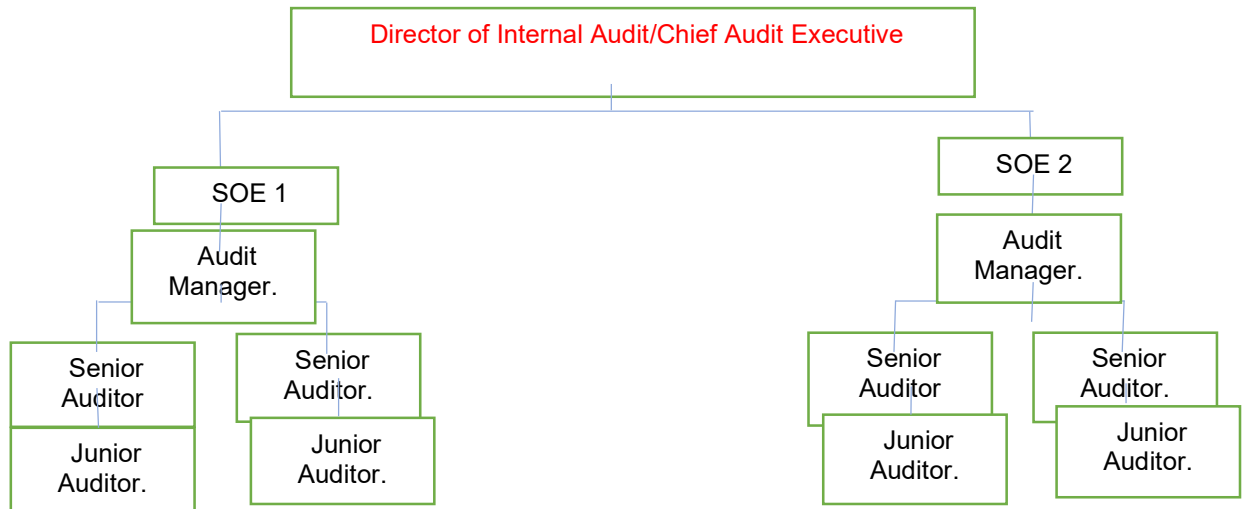 Director of Internal Audit/Chief Audit Executive
SOE 1
SOE 2
Audit
Manager.
Audit
Manager.
Senior
Auditor
Senior
Auditor.
Senior
Auditor
Senior
Auditor.
Junior
Auditor.
Junior
Auditor.
Junior
Auditor.
Junior
Auditor.